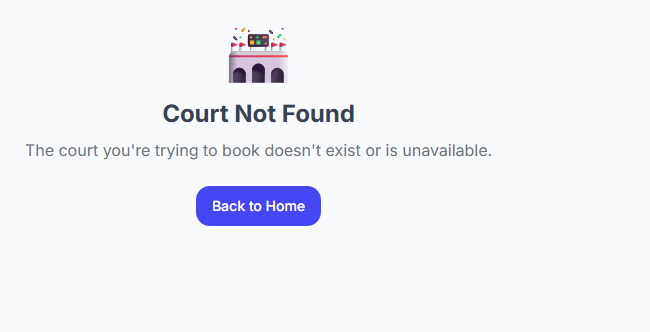 Court Not Found
The court you're trying to book doesn't exist or is unavailable.
Back to Home